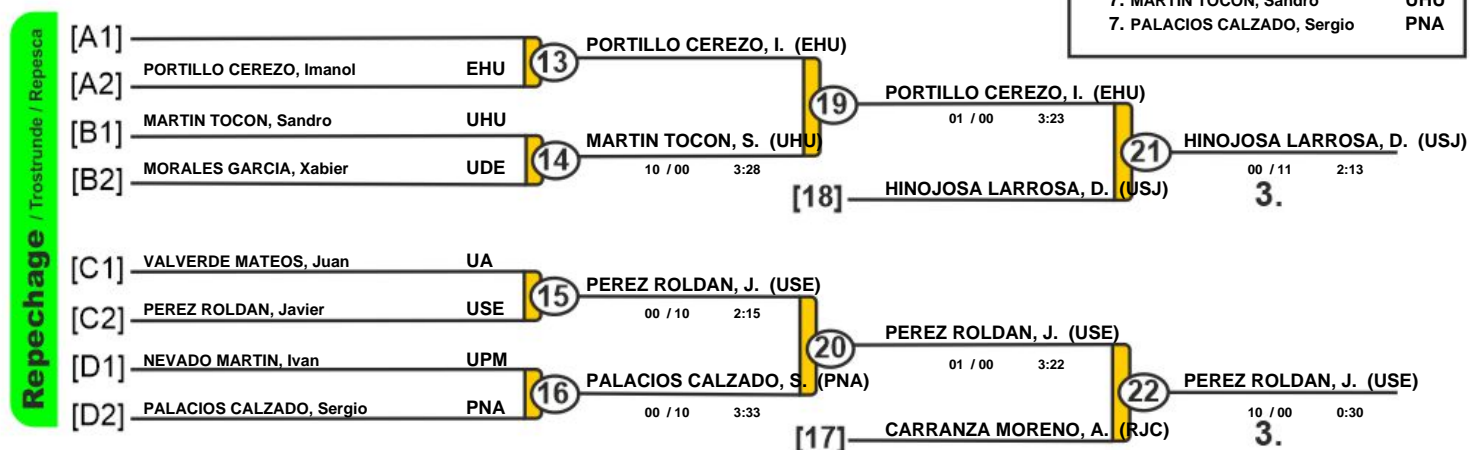 7. MARTIN TOCON, Sandro UHU
7. PALACIOS CALZADO, Sergio PNA
Repechage / Trostrunde / Repesca
[A1]
[A2] PORTILLO CEREZO, Imanol EHU
13 PORTILLO CEREZO, I. (EHU)
[B1] MARTIN TOCON, Sandro UHU
[B2] MORALES GARCIA, Xabier UDE
14 MARTIN TOCON, S. (UHU)
10 / 00 3:28
19 PORTILLO CEREZO, I. (EHU)
01 / 00 3:23
[18] HINOJOSA LARROSA, D. (USJ)
21 HINOJOSA LARROSA, D. (USJ)
00 / 11 2:13
3.
[C1] VALVERDE MATEOS, Juan UA
[C2] PEREZ ROLDAN, Javier USE
15 PEREZ ROLDAN, J. (USE)
00 / 10 2:15
[D1] NEVADO MARTIN, Ivan UPM
[D2] PALACIOS CALZADO, Sergio PNA
16 PALACIOS CALZADO, S. (PNA)
00 / 10 3:33
20 PEREZ ROLDAN, J. (USE)
01 / 00 3:22
[17] CARRANZA MORENO, A. (RJC)
22 PEREZ ROLDAN, J. (USE)
10 / 00 0:30
3.